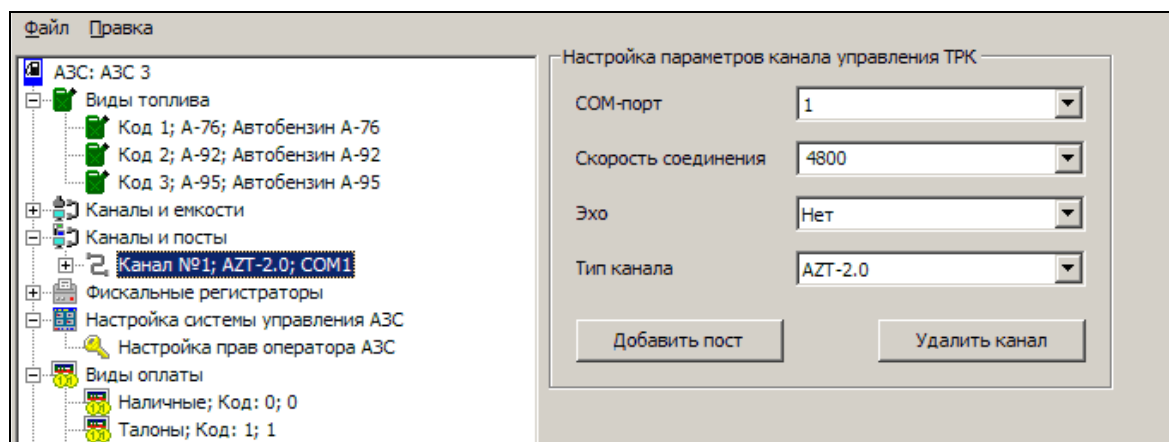 Файл Правка
АЗС: АЗС 3
Виды топлива
Код 1; А-76; Автобензин А-76
Код 2; А-92; Автобензин А-92
Код 3; А-95; Автобензин А-95
Каналы и емкости
Каналы и посты
Канал №1; AZT-2.0; COM1
Фискальные регистраторы
Настройка системы управления АЗС
Настройка прав оператора АЗС
Виды оплаты
Наличные; Код: 0; 0
Талоны; Код: 1; 1
Настройка параметров канала управления ТРК
COM-порт 1
Скорость соединения 4800
Эхо Нет
Тип канала AZT-2.0
Добавить пост Удалить канал